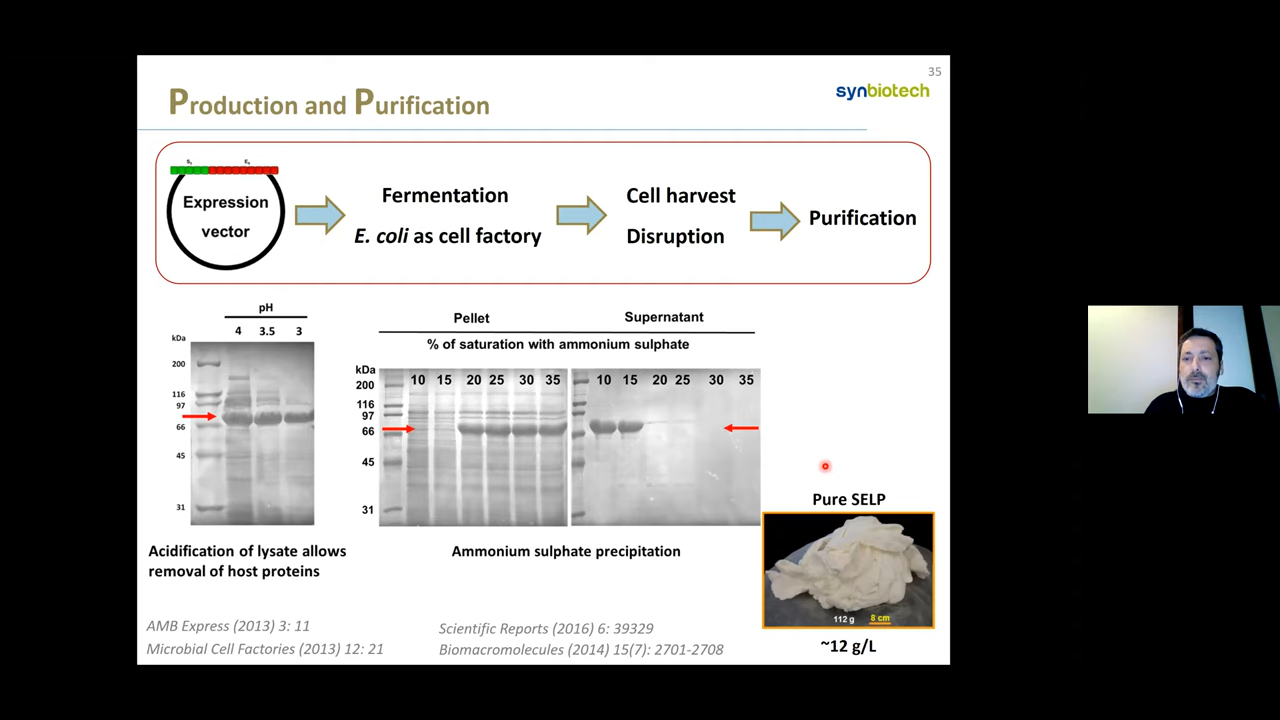 35
synbiotech
Production and Purification
S₅ E₉
Expression
vector
Fermentation
E. coli as cell factory
Cell harvest
Disruption
Purification
pH
4 3.5 3
kDa
200
116
97
66
45
31
Acidification of lysate allows
removal of host proteins
Pellet Supernatant
% of saturation with ammonium sulphate
kDa
10 15 20 25 30 35 10 15 20 25 30 35
200
116
97
66
45
31
Ammonium sulphate precipitation
Pure SELP
112 g 8 cm
~12 g/L
AMB Express (2013) 3: 11
Microbial Cell Factories (2013) 12: 21
Scientific Reports (2016) 6: 39329
Biomacromolecules (2014) 15(7): 2701-2708